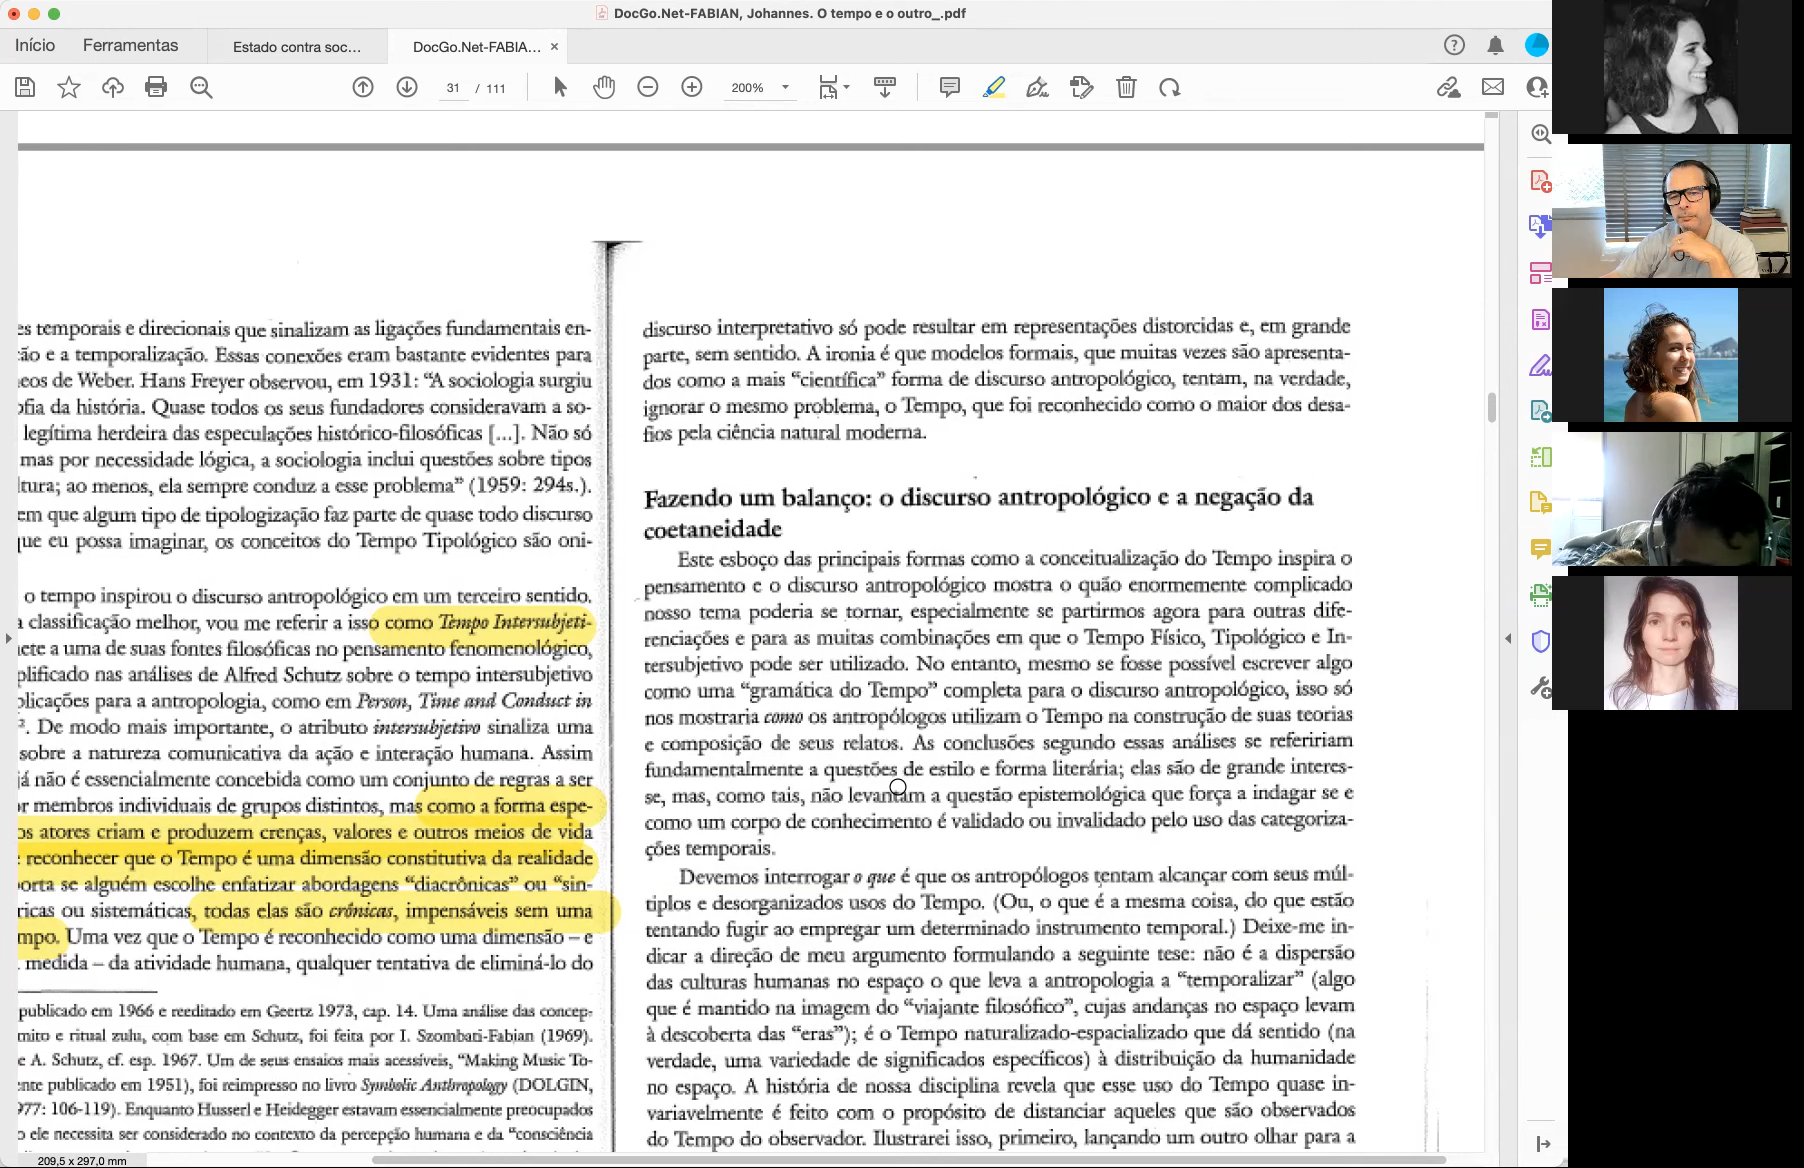 DocGo.Net-FABIAN, Johannes. O tempo e o outro_.pdf
Início
Ferramentas
Estado contra soc...
DocGo.Net-FABIA...
31 / 111
200%
es temporais e direcionais que sinalizam as ligações fundamentais en-
ão e a temporalização. Essas conexões eram bastante evidentes para
eos de Weber. Hans Freyer observou, em 1931: “A sociologia surgiu
ofia da história. Quase todos os seus fundadores consideravam a so-
legítima herdeira das especulações histórico-filosóficas [...]. Não só
mas por necessidade lógica, a sociologia inclui questões sobre tipos
ltura; ao menos, ela sempre conduz a esse problema” (1959: 294s.).
em que algum tipo de tipologização faz parte de quase todo discurso
que eu possa imaginar, os conceitos do Tempo Tipológico são oni-
o tempo inspirou o discurso antropológico em um terceiro sentido.
a classificação melhor, vou me referir a isso como Tempo Intersubjeti-
ete a uma de suas fontes filosóficas no pensamento fenomenológico,
plificado nas análises de Alfred Schutz sobre o tempo intersubjetivo
plicações para a antropologia, como em Person, Time and Conduct in
². De modo mais importante, o atributo intersubjetivo sinaliza uma
sobre a natureza comunicativa da ação e interação humana. Assim
já não é essencialmente concebida como um conjunto de regras a ser
r membros individuais de grupos distintos, mas como a forma espe-
os atores criam e produzem crenças, valores e outros meios de vida
e reconhecer que o Tempo é uma dimensão constitutiva da realidade
porta se alguém escolhe enfatizar abordagens “diacrônicas” ou “sin-
ricas ou sistemáticas, todas elas são crônicas, impensáveis sem uma
mpo. Uma vez que o Tempo é reconhecido como uma dimensão – e
medida – da atividade humana, qualquer tentativa de eliminá-lo do
publicado em 1966 e reeditado em Geertz 1973, cap. 14. Uma análise das concep-
mito e ritual zulu, com base em Schutz, foi feita por I. Szombati-Fabian (1969).
e A. Schutz, cf. esp. 1967. Um de seus ensaios mais acessíveis, “Making Music To-
nte publicado em 1951), foi reimpresso no livro Symbolic Anthropology (DOLGIN,
977: 106-119). Enquanto Husserl e Heidegger estavam essencialmente preocupados
o ele necessita ser considerado no contexto da percepção humana e da “consciência
discurso interpretativo só pode resultar em representações distorcidas e, em grande
parte, sem sentido. A ironia é que modelos formais, que muitas vezes são apresenta-
dos como a mais “científica” forma de discurso antropológico, tentam, na verdade,
ignorar o mesmo problema, o Tempo, que foi reconhecido como o maior dos desa-
fios pela ciência natural moderna.
Fazendo um balanço: o discurso antropológico e a negação da
coetaneidade
Este esboço das principais formas como a conceitualização do Tempo inspira o
pensamento e o discurso antropológico mostra o quão enormemente complicado
nosso tema poderia se tornar, especialmente se partirmos agora para outras dife-
renciações e para as muitas combinações em que o Tempo Físico, Tipológico e In-
tersubjetivo pode ser utilizado. No entanto, mesmo se fosse possível escrever algo
como uma “gramática do Tempo” completa para o discurso antropológico, isso só
nos mostraria como os antropólogos utilizam o Tempo na construção de suas teorias
e composição de seus relatos. As conclusões segundo essas análises se refeririam
fundamentalmente a questões de estilo e forma literária; elas são de grande interes-
se, mas, como tais, não levantam a questão epistemológica que força a indagar se e
como um corpo de conhecimento é validado ou invalidado pelo uso das categoriza-
ções temporais.
Devemos interrogar o que é que os antropólogos tentam alcançar com seus múl-
tiplos e desorganizados usos do Tempo. (Ou, o que é a mesma coisa, do que estão
tentando fugir ao empregar um determinado instrumento temporal.) Deixe-me in-
dicar a direção de meu argumento formulando a seguinte tese: não é a dispersão
das culturas humanas no espaço o que leva a antropologia a “temporalizar” (algo
que é mantido na imagem do “viajante filosófico”, cujas andanças no espaço levam
à descoberta das “eras”); é o Tempo naturalizado-espacializado que dá sentido (na
verdade, uma variedade de significados específicos) à distribuição da humanidade
no espaço. A história de nossa disciplina revela que esse uso do Tempo quase in-
variavelmente é feito com o propósito de distanciar aqueles que são observados
do Tempo do observador. Ilustrarei isso, primeiro, lançando um outro olhar para a
209,5 x 297,0 mm